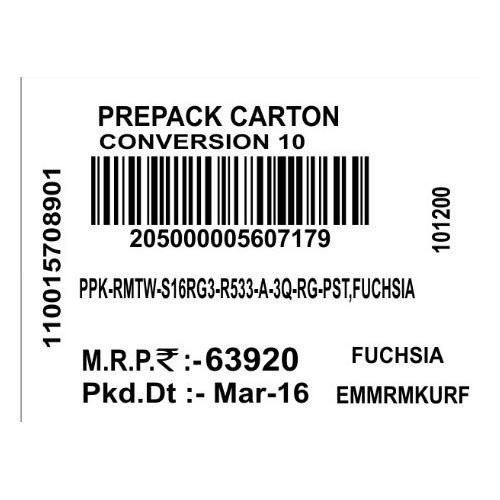 PREPACK CARTON
CONVERSION 10
205000005607179
110015708901
101200
PPK-RMTW-S16RG3-R533-A-3Q-RG-PST,FUCHSIA
M.R.P.₹ :-63920
FUCHSIA
Pkd.Dt :- Mar-16
EMMRMKURF